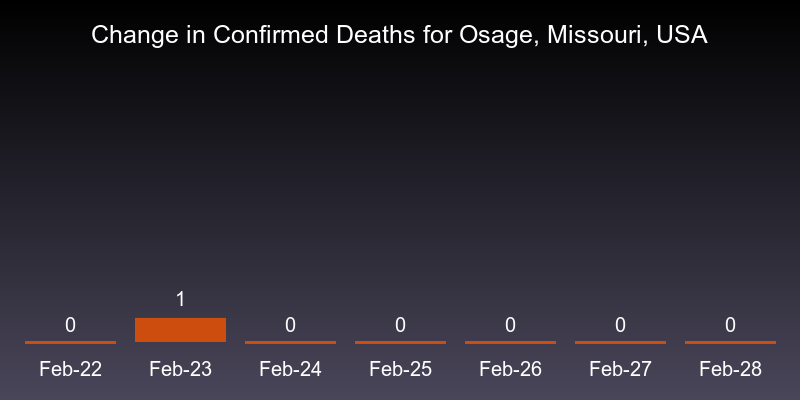 Change in Confirmed Deaths for Osage, Missouri, USA
0 1 0 0 0 0 0
Feb-22 Feb-23 Feb-24 Feb-25 Feb-26 Feb-27 Feb-28